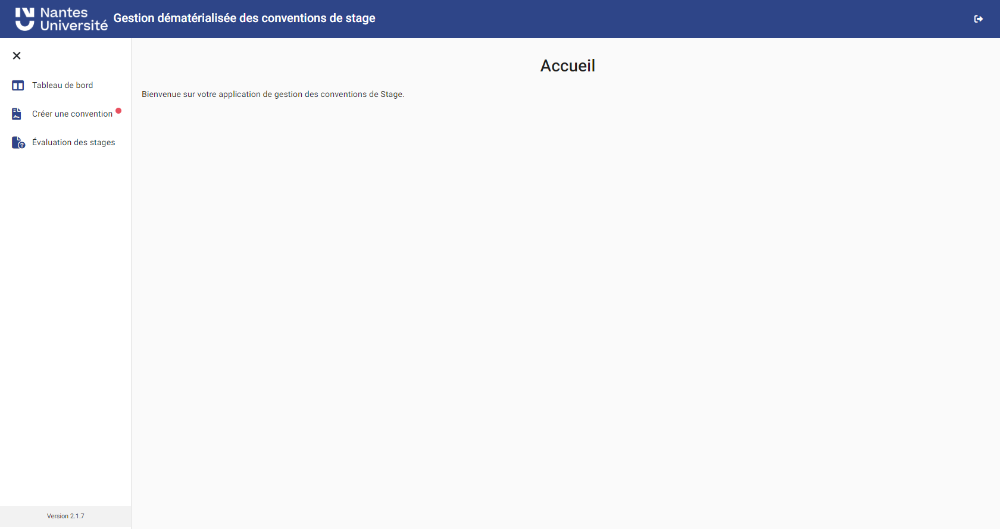 Nantes
Université
Gestion dématérialisée des conventions de stage
Tableau de bord
Créer une convention
Évaluation des stages
Accueil
Bienvenue sur votre application de gestion des conventions de Stage.
Version 2.1.7